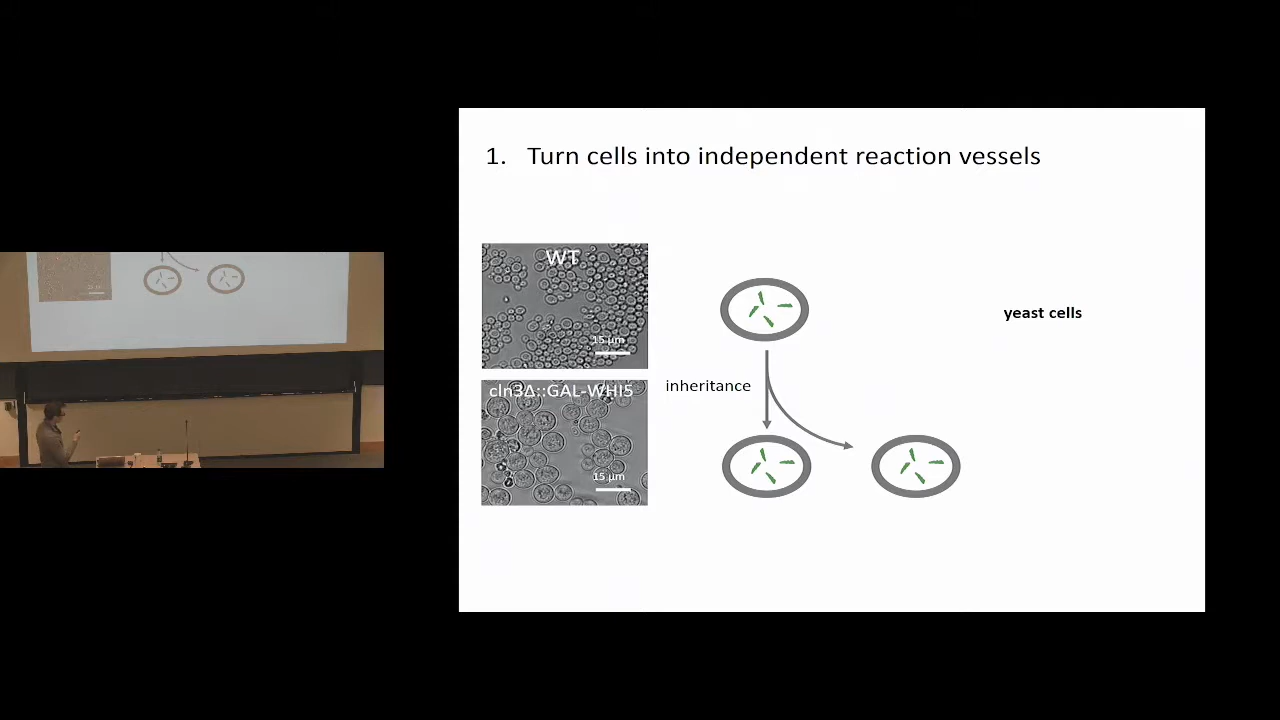 1. Turn cells into independent reaction vessels
WT
15 µm
cln3Δ::GAL-WHI5
15 µm
inheritance
yeast cells